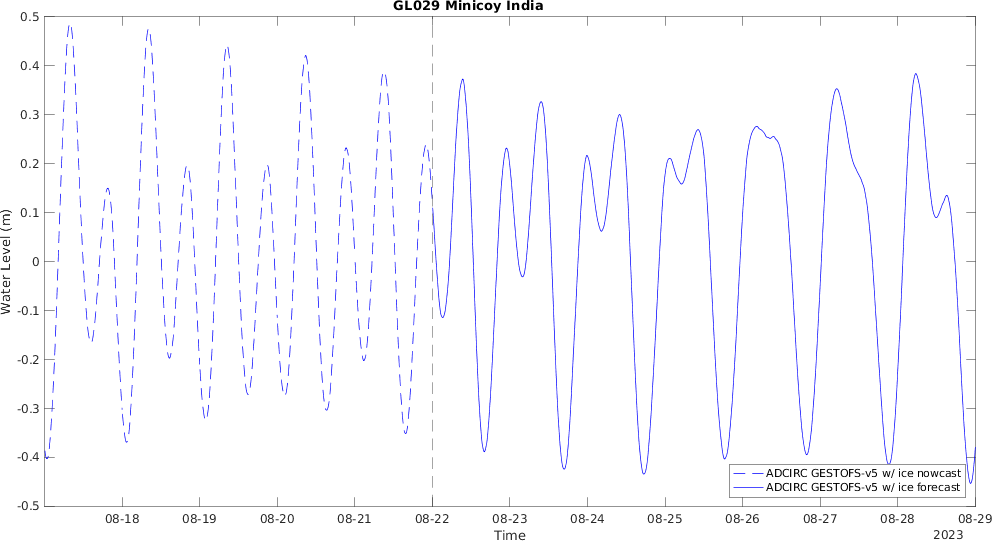 GL029 Minicoy India
Water Level (m)
0.5
0.4
0.3
0.2
0.1
0
-0.1
-0.2
-0.3
-0.4
-0.5
ADCIRC GESTOFS-v5 w/ ice nowcast
ADCIRC GESTOFS-v5 w/ ice forecast
08-18 08-19 08-20 08-21 08-22 08-23 08-24 08-25 08-26 08-27 08-28 08-29
Time
2023